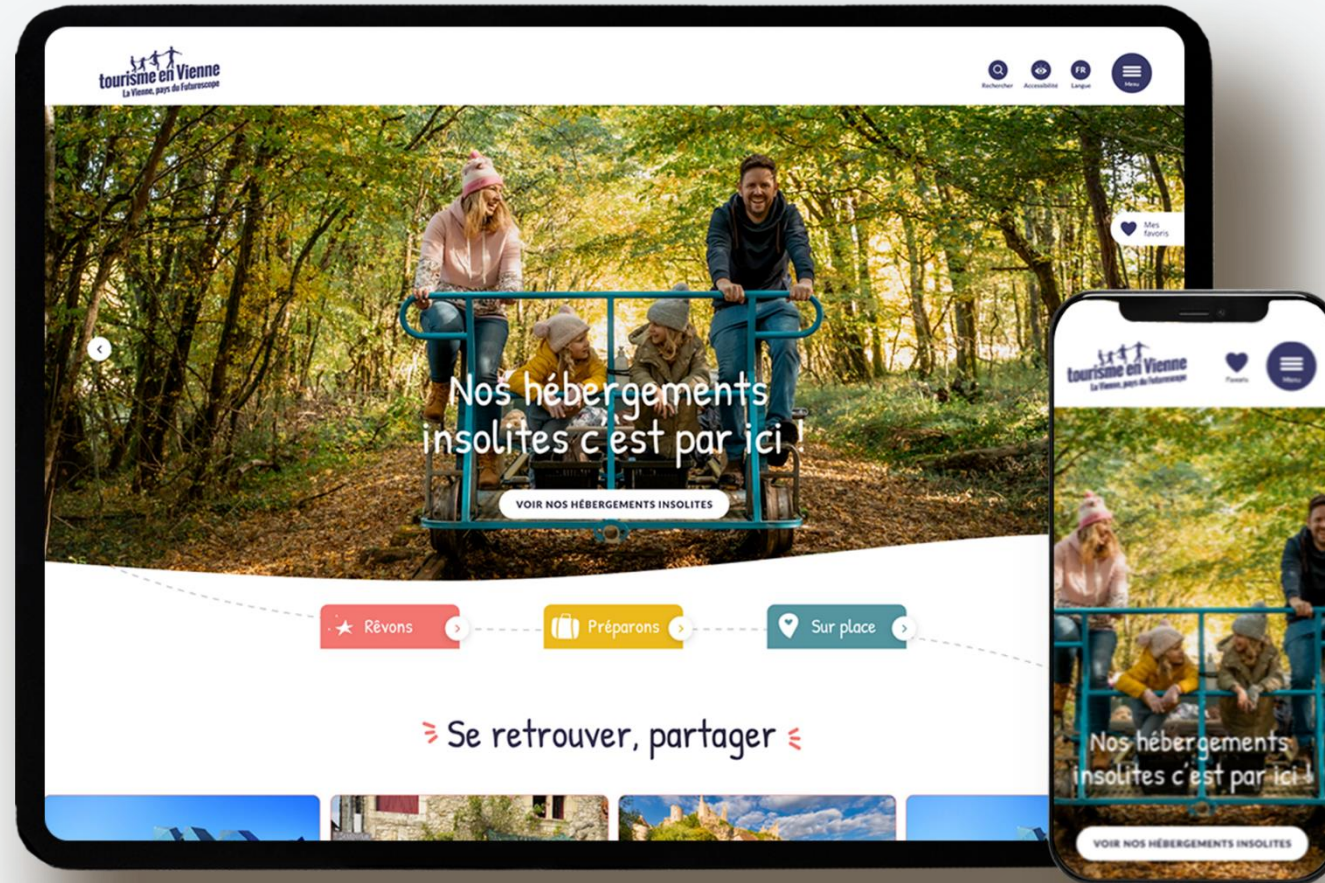 tourisme en Vienne
La Vienne, pays du Futuroscope
Rechercher
Accessibilité
FR
Langue
Menu
Mes
favoris
Nos hébergements
insolites c'est par ici !
VOIR NOS HÉBERGEMENTS INSOLITES
Rêvons
Préparons
Sur place
Se retrouver, partager
tourisme en Vienne
La Vienne, pays du Futuroscope
Favoris
Menu
Nos hébergements
insolites c'est par ici !
VOIR NOS HÉBERGEMENTS INSOLITES